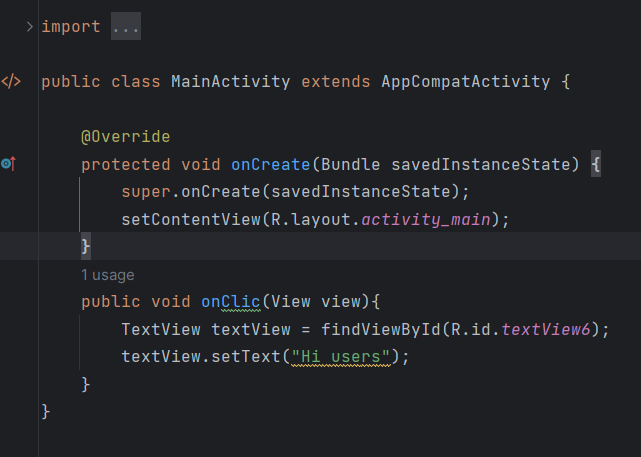 import ...
public class MainActivity extends AppCompatActivity {
@Override
protected void onCreate(Bundle savedInstanceState) {
super.onCreate(savedInstanceState);
setContentView(R.layout.activity_main);
}
1 usage
public void onClic(View view){
TextView textView = findViewById(R.id.textView6);
textView.setText("Hi users");
}
}